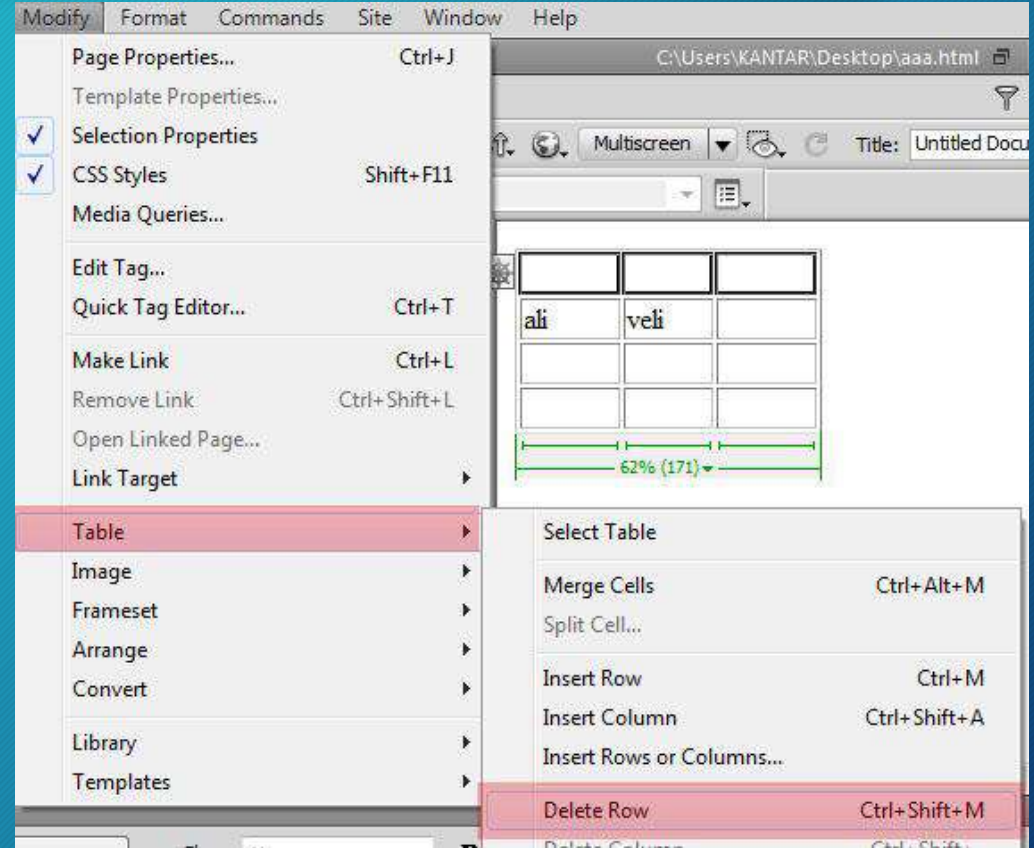 Modify Format Commands Site Window Help
Page Properties... Ctrl+J
Template Properties...
Selection Properties
CSS Styles Shift+F11
Media Queries...
Edit Tag...
Quick Tag Editor... Ctrl+T
Make Link Ctrl+L
Remove Link Ctrl+Shift+L
Open Linked Page...
Link Target
Table
Image
Frameset
Arrange
Convert
Library
Templates
C:\Users\KANTAR\Desktop\aaa.html
Multiscreen Title: Untitled Docu
ali veli
62% (171)
Select Table
Merge Cells Ctrl+Alt+M
Split Cell...
Insert Row Ctrl+M
Insert Column Ctrl+Shift+A
Insert Rows or Columns...
Delete Row Ctrl+Shift+M
Delete Column Ctrl+Shift+